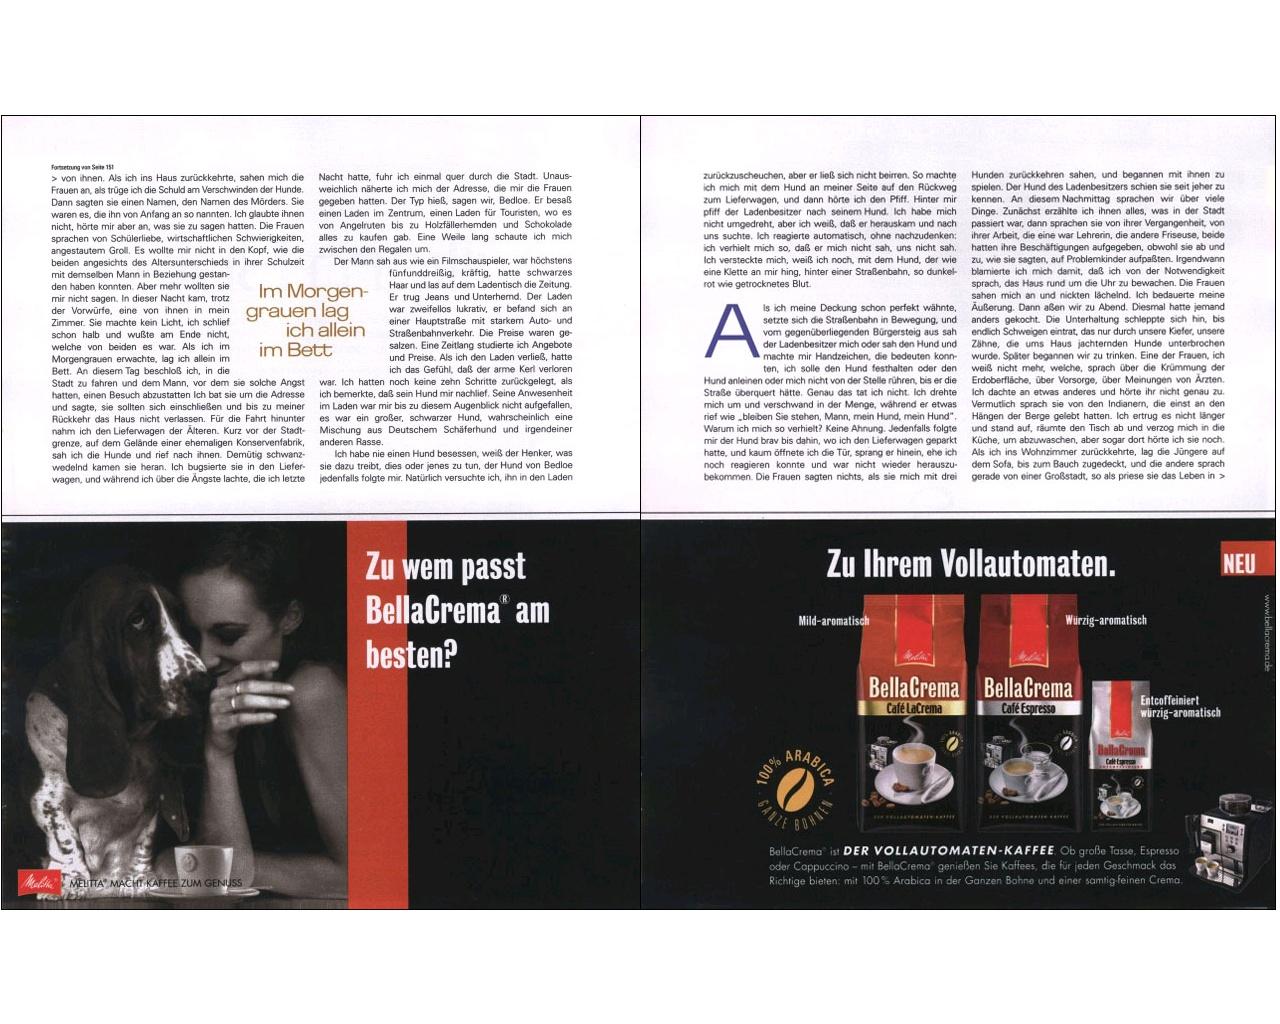 Fortsetzung von Seite 151
> von ihnen. Als ich ins Haus zurückkehrte, sahen mich die
Frauen an, als trüge ich die Schuld am Verschwinden der Hunde.
Dann sagten sie einen Namen, den Namen des Mörders. Sie
waren es, die ihn von Anfang an so nannten. Ich glaubte ihnen
nicht, hörte mir aber an, was sie zu sagen hatten. Die Frauen
sprachen von Schülerliebe, wirtschaftlichen Schwierigkeiten,
angestautem Groll. Es wollte mir nicht in den Kopf, wie die
beiden angesichts des Altersunterschieds in ihrer Schulzeit
mit demselben Mann in Beziehung gestan-
den haben konnten. Aber mehr wollten sie
mir nicht sagen. In dieser Nacht kam, trotz
der Vorwürfe, eine von ihnen in mein
Zimmer. Sie machte kein Licht, ich schlief
schon halb und wußte am Ende nicht,
welche von beiden es war. Als ich im
Morgengrauen erwachte, lag ich allein im
Bett. An diesem Tag beschloß ich, in die
Stadt zu fahren und dem Mann, vor dem sie solche Angst
hatten, einen Besuch abzustatten Ich bat sie um die Adresse
und sagte, sie sollten sich einschließen und bis zu meiner
Rückkehr das Haus nicht verlassen. Für die Fahrt hinunter
nahm ich den Lieferwagen der Älteren. Kurz vor der Stadt-
grenze, auf dem Gelände einer ehemaligen Konservenfabrik,
sah ich die Hunde und rief nach ihnen. Demütig schwanz-
wedelnd kamen sie heran. Ich bugsierte sie in den Liefer-
wagen, und während ich über die Ängste lachte, die ich letzte
Im Morgen-
grauen lag
ich allein
im Bett
Nacht hatte, fuhr ich einmal quer durch die Stadt. Unaus-
weichlich näherte ich mich der Adresse, die mir die Frauen
gegeben hatten. Der Typ hieß, sagen wir, Bedloe. Er besaß
einen Laden im Zentrum, einen Laden für Touristen, wo es
von Angelruten bis zu Holzfällerhemden und Schokolade
alles zu kaufen gab. Eine Weile lang schaute ich mich
zwischen den Regalen um.
Der Mann sah aus wie ein Filmschauspieler, war höchstens
fünfunddreißig, kräftig, hatte schwarzes
Haar und las auf dem Ladentisch die Zeitung.
Er trug Jeans und Unterhemd. Der Laden
war zweifellos lukrativ, er befand sich an
einer Hauptstraße mit starkem Auto- und
Straßenbahnverkehr. Die Preise waren ge-
salzen. Eine Zeitlang studierte ich Angebote
und Preise. Als ich den Laden verließ, hatte
ich das Gefühl, daß der arme Kerl verloren
war. Ich hatten noch keine zehn Schritte zurückgelegt, als
ich bemerkte, daß sein Hund mir nachlief. Seine Anwesenheit
im Laden war mir bis zu diesem Augenblick nicht aufgefallen,
es war ein großer, schwarzer Hund, wahrscheinlich eine
Mischung aus Deutschem Schäferhund und irgendeiner
anderen Rasse.
Ich habe nie einen Hund besessen, weiß der Henker, was
sie dazu treibt, dies oder jenes zu tun, der Hund von Bedloe
jedenfalls folgte mir. Natürlich versuchte ich, ihn in den Laden
zurückzuscheuchen, aber er ließ sich nicht beirren. So machte
ich mich mit dem Hund an meiner Seite auf den Rückweg
zum Lieferwagen, und dann hörte ich den Pfiff. Hinter mir
pfiff der Ladenbesitzer nach seinem Hund. Ich habe mich
nicht umgedreht, aber ich weiß, daß er herauskam und nach
uns suchte. Ich reagierte automatisch, ohne nachzudenken:
ich verhielt mich so, daß er mich nicht sah, uns nicht sah.
Ich versteckte mich, weiß ich noch, mit dem Hund, der wie
eine Klette an mir hing, hinter einer Straßenbahn, so dunkel-
rot wie getrocknetes Blut.
Als ich meine Deckung schon perfekt wähnte,
setzte sich die Straßenbahn in Bewegung, und
vom gegenüberliegenden Bürgersteig aus sah
der Ladenbesitzer mich oder sah den Hund und
machte mir Handzeichen, die bedeuten konn-
ten, ich solle den Hund festhalten oder den
Hund anleinen oder mich nicht von der Stelle rühren, bis er die
Straße überquert hätte. Genau das tat ich nicht. Ich drehte
mich um und verschwand in der Menge, während er etwas
rief wie „bleiben Sie stehen, Mann, mein Hund, mein Hund".
Warum ich mich so verhielt? Keine Ahnung. Jedenfalls folgte
mir der Hund brav bis dahin, wo ich den Lieferwagen geparkt
hatte, und kaum öffnete ich die Tür, sprang er hinein, ehe ich
noch reagieren konnte und war nicht wieder herauszu-
bekommen. Die Frauen sagten nichts, als sie mich mit drei
Hunden zurückkehren sahen, und begannen mit ihnen zu
spielen. Der Hund des Ladenbesitzers schien sie seit jeher zu
kennen. An diesem Nachmittag sprachen wir über viele
Dinge. Zunächst erzählte ich ihnen alles, was in der Stadt
passiert war, dann sprachen sie von ihrer Vergangenheit, von
ihrer Arbeit, die eine war Lehrerin, die andere Friseuse, beide
hatten ihre Beschäftigungen aufgegeben, obwohl sie ab und
zu, wie sie sagten, auf Problemkinder aufpaßten. Irgendwann
blamierte ich mich damit, daß ich von der Notwendigkeit
sprach, das Haus rund um die Uhr zu bewachen. Die Frauen
sahen mich an und nickten lächelnd. Ich bedauerte meine
Äußerung. Dann aßen wir zu Abend. Diesmal hatte jemand
anders gekocht. Die Unterhaltung schleppte sich hin, bis
endlich Schweigen eintrat, das nur durch unsere Kiefer, unsere
Zähne, die ums Haus jachternden Hunde unterbrochen
wurde. Später begannen wir zu trinken. Eine der Frauen, ich
weiß nicht mehr, welche, sprach über die Krümmung der
Erdoberfläche, über Vorsorge, über Meinungen von Ärzten.
Ich dachte an etwas anderes und hörte ihr nicht genau zu.
Vermutlich sprach sie von den Indianern, die einst an den
Hängen der Berge gelebt hatten. Ich ertrug es nicht länger
und stand auf, räumte den Tisch ab und verzog mich in die
Küche, um abzuwaschen, aber sogar dort hörte ich sie noch.
Als ich ins Wohnzimmer zurückkehrte, lag die Jüngere auf
dem Sofa, bis zum Bauch zugedeckt, und die andere sprach
gerade von einer Großstadt, so als priese sie das Leben in >
Zu wem passt
BellaCrema® am
besten?
Melitta
MELITTA® MACHT KAFFEE ZUM GENUSS
Zu Ihrem Vollautomaten.
NEU
www.bellacrema.de
Mild-aromatisch
Würzig-aromatisch
Entcoffeiniert
würzig-aromatisch
Melitta
BellaCrema
Café LaCrema
DER VOLLAUTOMATEN-KAFFEE
Melitta
BellaCrema
Café Espresso
DER VOLLAUTOMATEN-KAFFEE
Melitta
BellaCrema
Café Espresso
100% ARABICA
GANZE BOHNEN
BellaCrema® ist DER VOLLAUTOMATEN-KAFFEE. Ob große Tasse, Espresso
oder Cappuccino – mit BellaCrema® genießen Sie Kaffees, die für jeden Geschmack das
Richtige bieten: mit 100% Arabica in der Ganzen Bohne und einer samtig-feinen Crema.